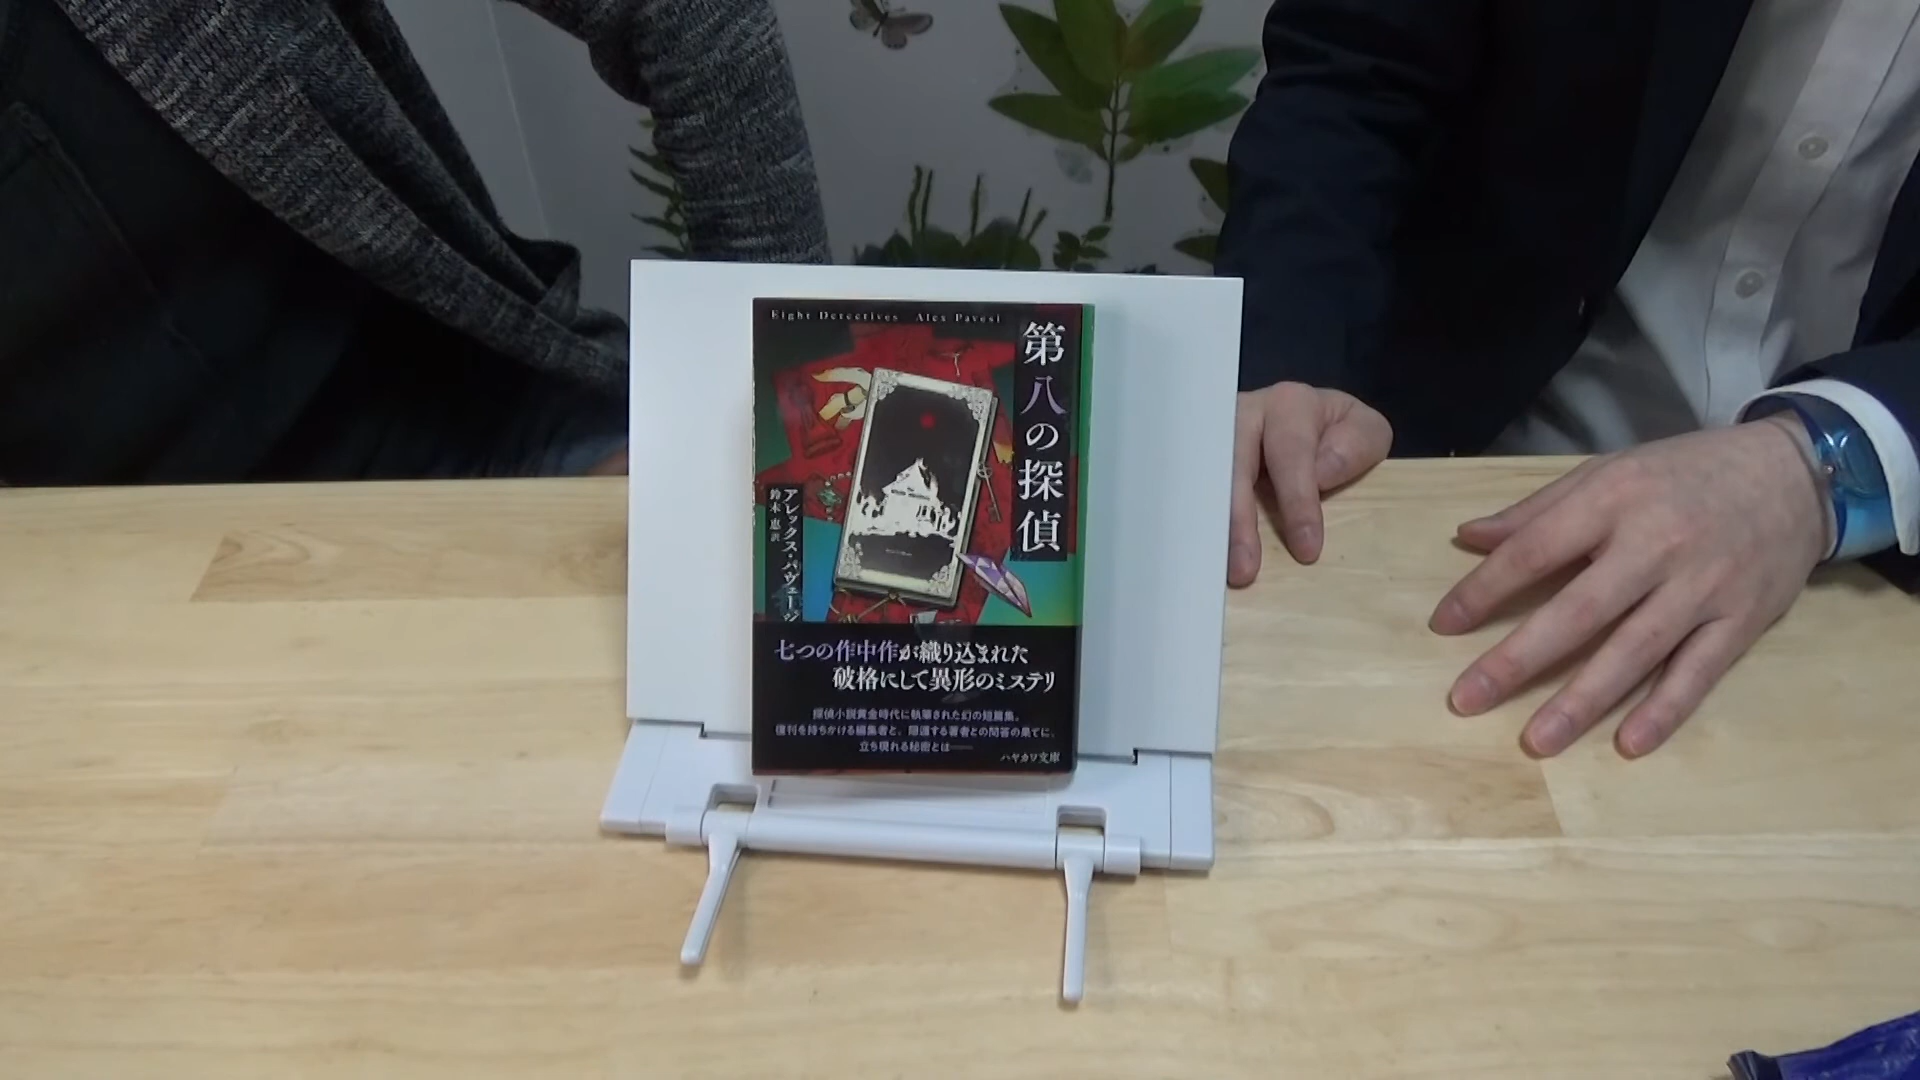 Eight Detectives Alex Pavesi
第八の探偵
アレックス・パヴェージ
鈴木恵訳
七つの作中作が織り込まれた
破格にして異形のミステリ
探偵小説黄金時代に執筆された幻の短篇集。
復刊を持ちかける編集者と、隠遁する著者との問答の果てに、
立ち現れる秘密とは──
ハヤカワ文庫